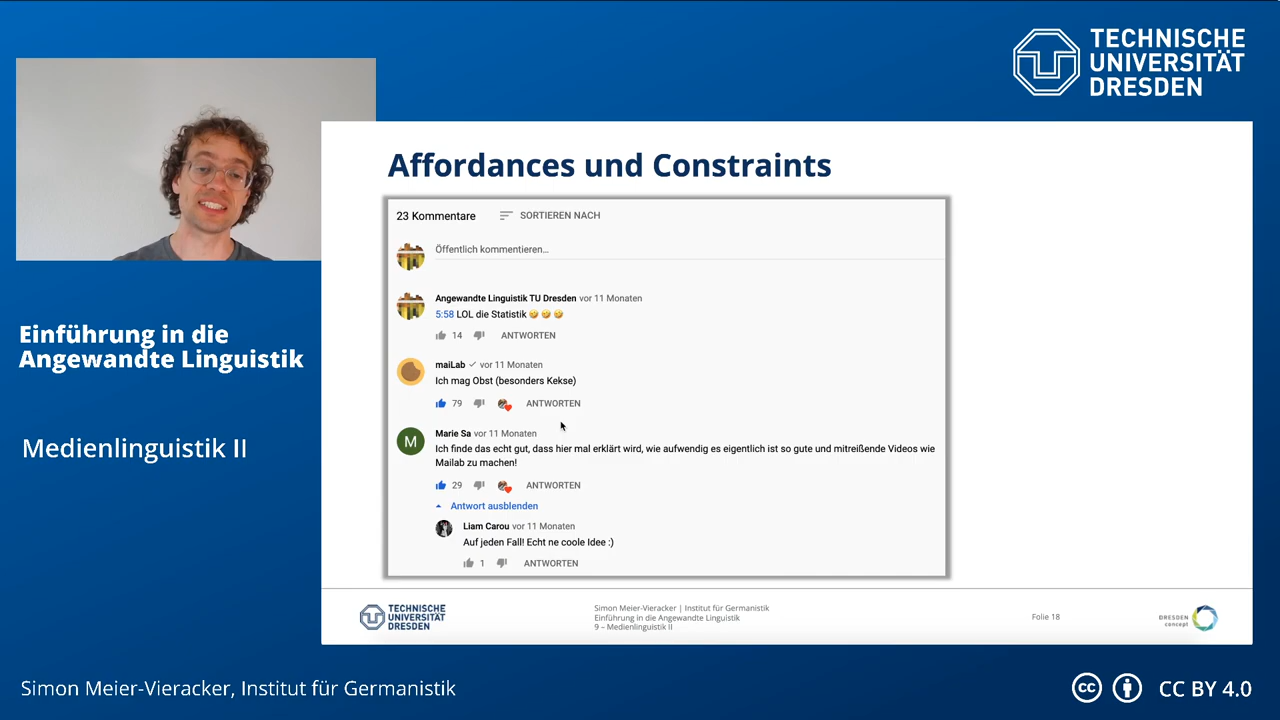 TECHNISCHE
UNIVERSITÄT
DRESDEN
Affordances und Constraints
23 Kommentare SORTIEREN NACH
Öffentlich kommentieren...
Angewandte Linguistik TU Dresden vor 11 Monaten
5:58 LOL die Statistik 🤣🤣🤣
14 ANTWORTEN
maiLab ✓ vor 11 Monaten
Ich mag Obst (besonders Kekse)
79 ANTWORTEN
M
Marie Sa vor 11 Monaten
Ich finde das echt gut, dass hier mal erklärt wird, wie aufwendig es eigentlich ist so gute und mitreißende Videos wie
Mailab zu machen!
29 ANTWORTEN
Antwort ausblenden
Liam Carou vor 11 Monaten
Auf jeden Fall! Echt ne coole Idee :)
1 ANTWORTEN
Einführung in die
Angewandte Linguistik
Medienlinguistik II
TECHNISCHE
UNIVERSITÄT
DRESDEN
Simon Meier-Vieracker | Institut für Germanistik
Einführung in die Angewandte Linguistik
9 – Medienlinguistik II
Folie 18
DRESDEN
concept
Simon Meier-Vieracker, Institut für Germanistik
cc CC BY 4.0